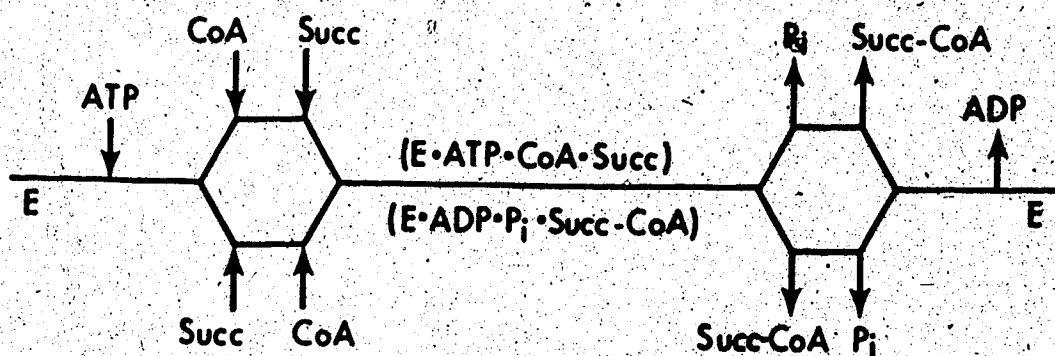 CoA Succ
Pi Succ-CoA
ATP
ADP
(E·ATP·CoA·Succ)
E
(E·ADP·Pi·Succ-CoA)
E
Succ CoA
Succ-CoA Pi